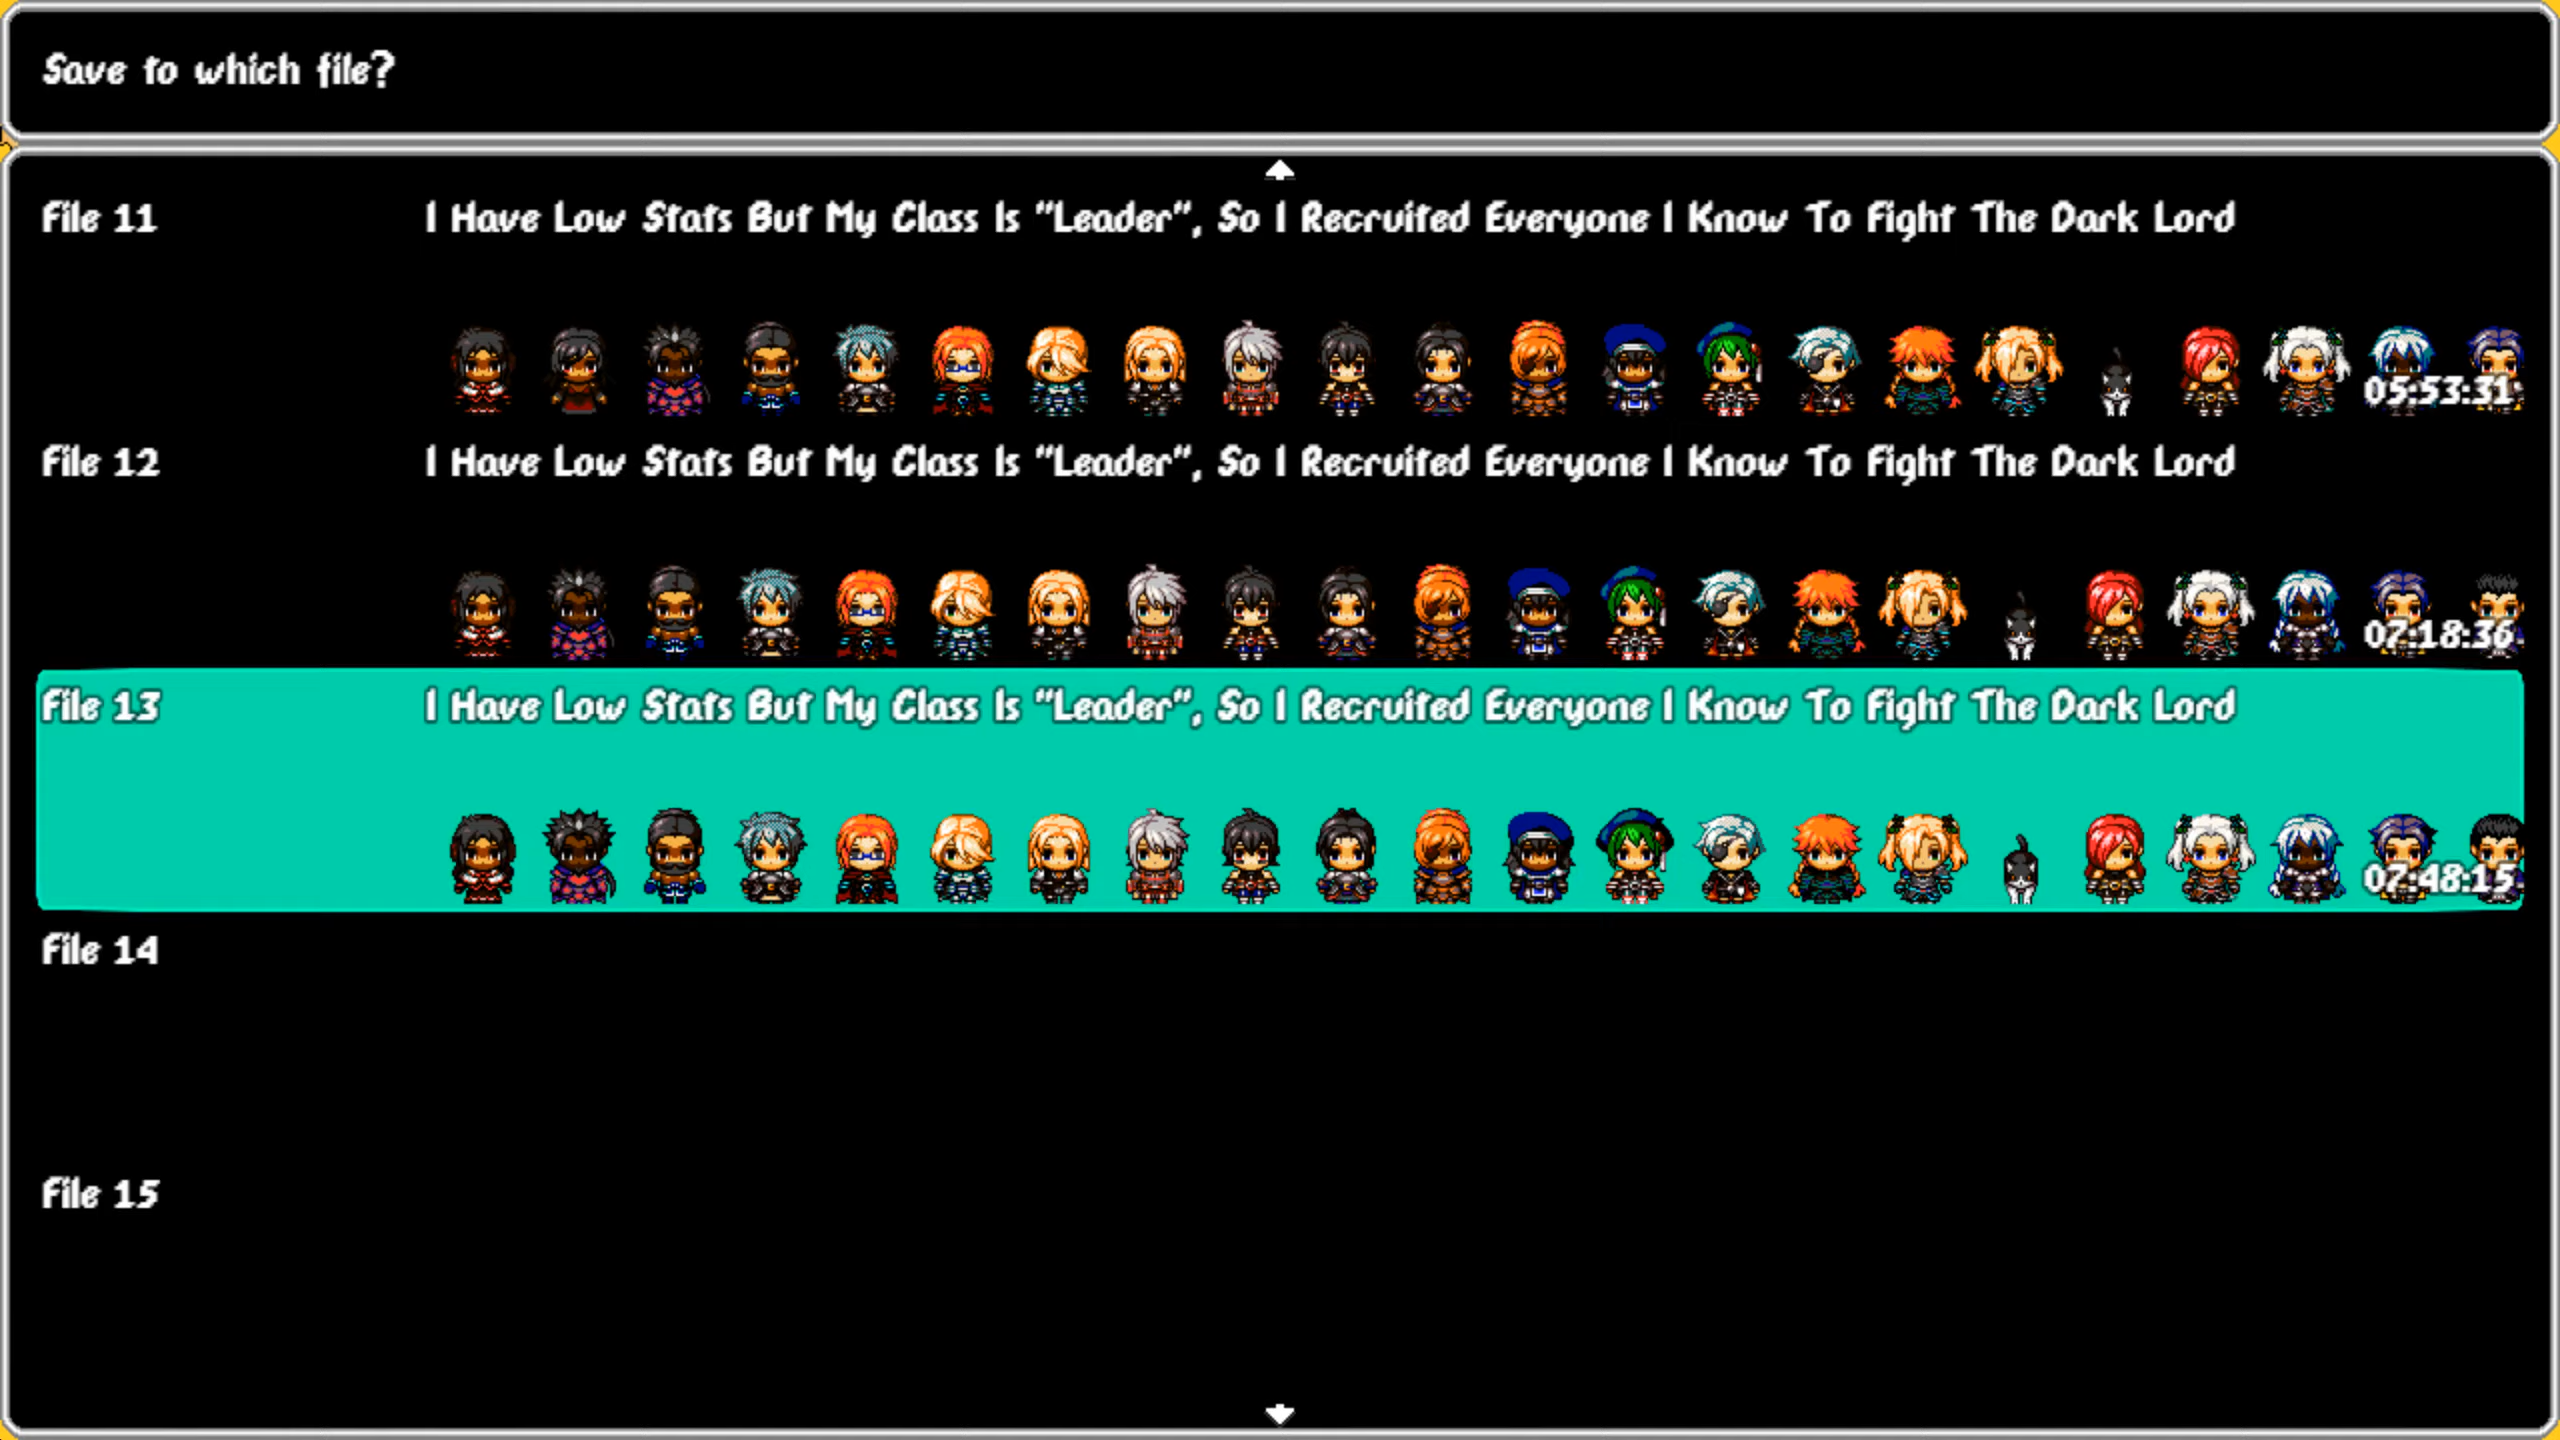 Save to which file?
File 11 I Have Low Stats But My Class Is "Leader", So I Recruited Everyone I Know To Fight The Dark Lord
05:53:31
File 12 I Have Low Stats But My Class Is "Leader", So I Recruited Everyone I Know To Fight The Dark Lord
07:18:36
File 13 I Have Low Stats But My Class Is "Leader", So I Recruited Everyone I Know To Fight The Dark Lord
07:48:15
File 14
File 15